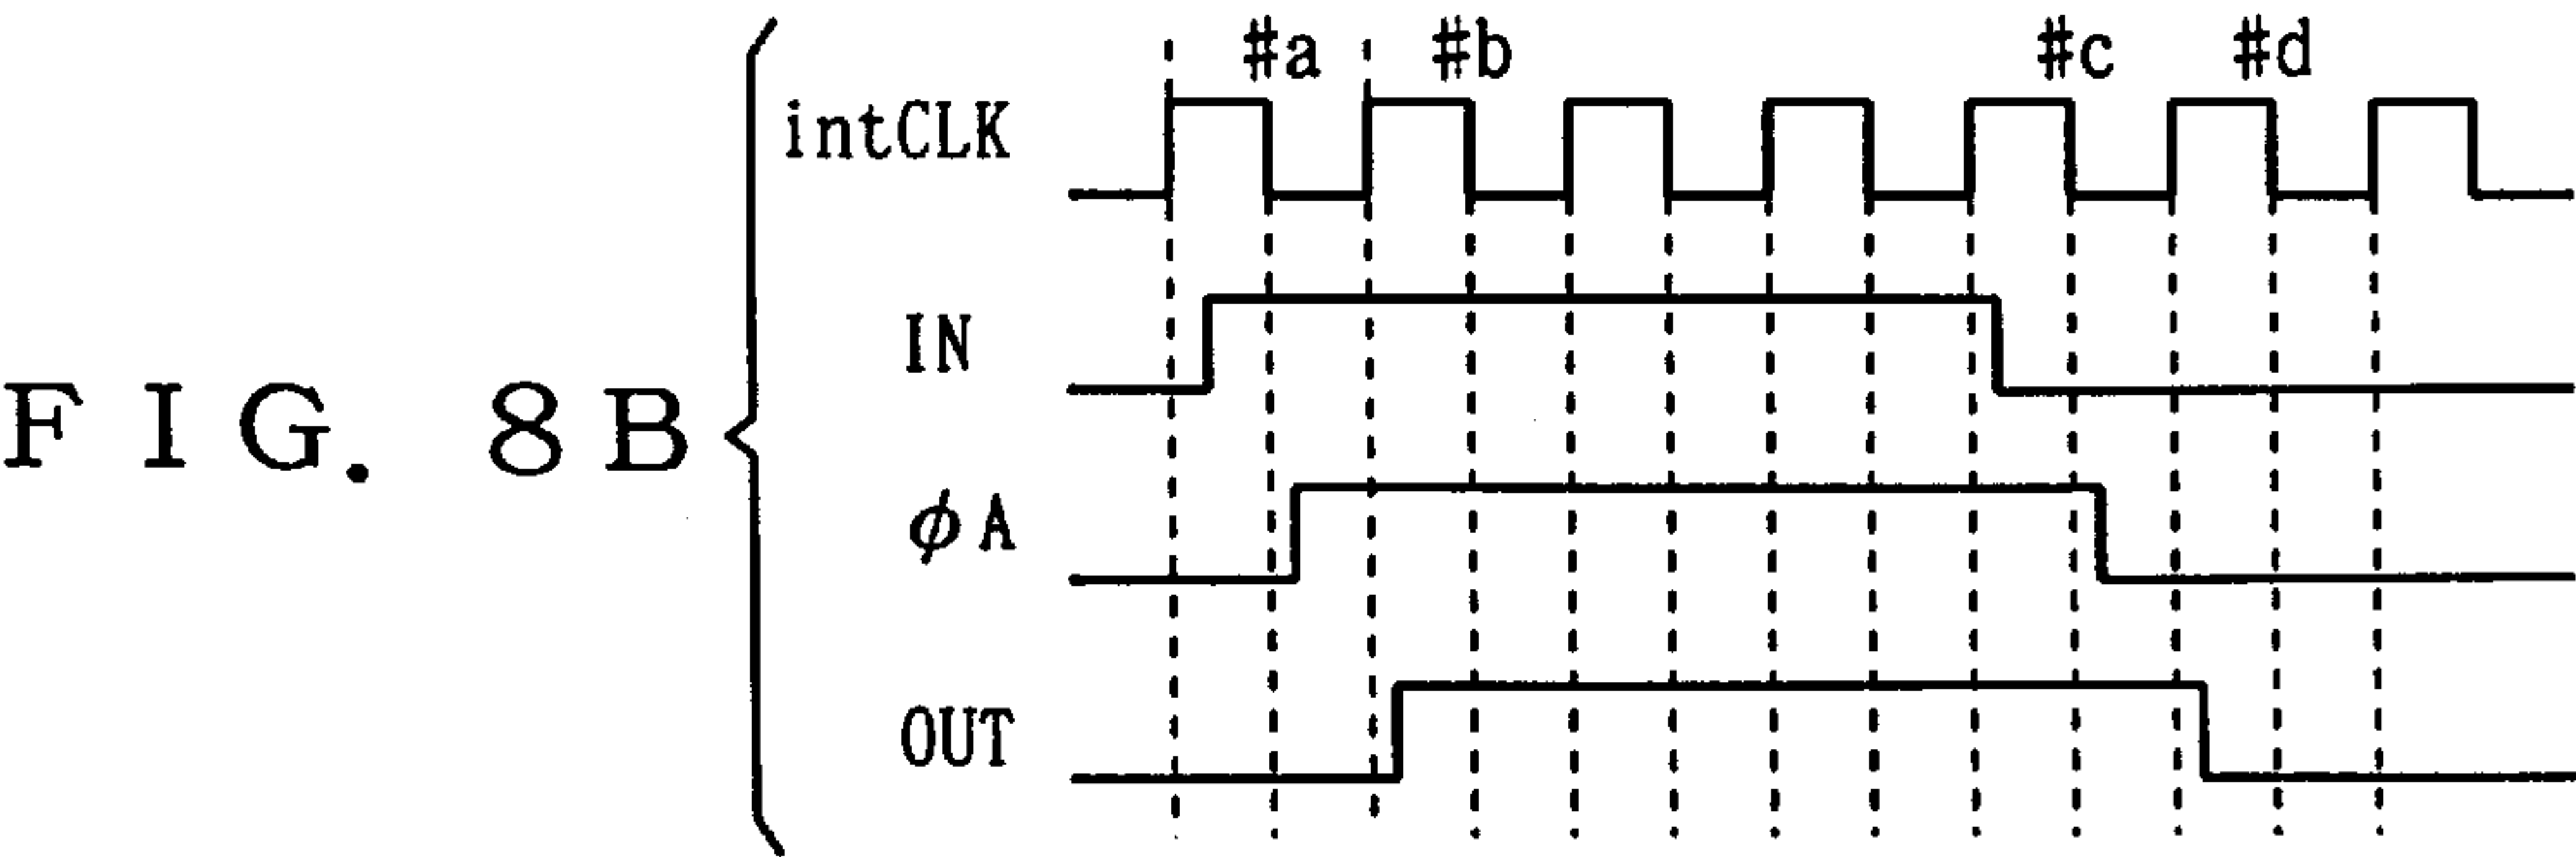 #a #b #c #d
intCLK
IN
FIG. 8B
φA
OUT